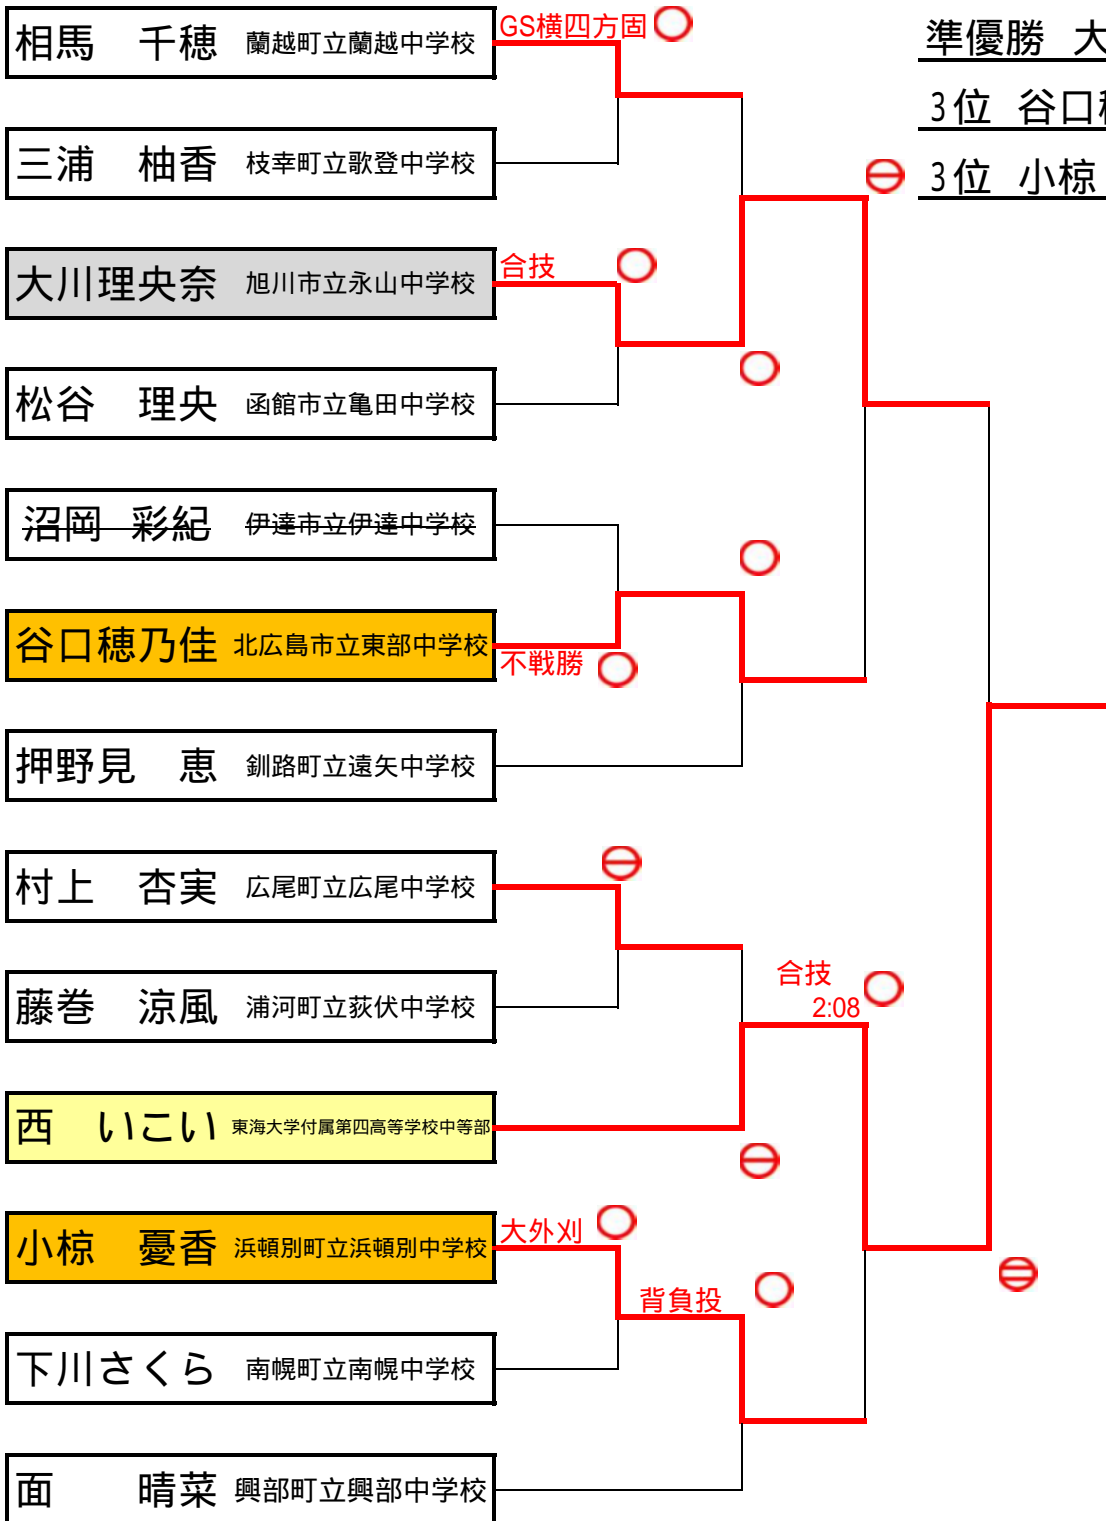 相馬　千穂 蘭越町立蘭越中学校 GS横四方固
準優勝 大
三浦　柚香 枝幸町立歌登中学校
3位 谷口
3位 小椋
大川理央奈 旭川市立永山中学校 合技
松谷　理央 函館市立亀田中学校
沼岡　彩紀 伊達市立伊達中学校
谷口穂乃佳 北広島市立東部中学校 不戦勝
押野見　恵 釧路町立遠矢中学校
村上　杏実 広尾町立広尾中学校
藤巻　涼風 浦河町立荻伏中学校
合技
2:08
西　いこい 東海大学付属第四高等学校中等部
小椋　憂香 浜頓別町立浜頓別中学校 大外刈
背負投
下川さくら 南幌町立南幌中学校
面　　晴菜 興部町立興部中学校